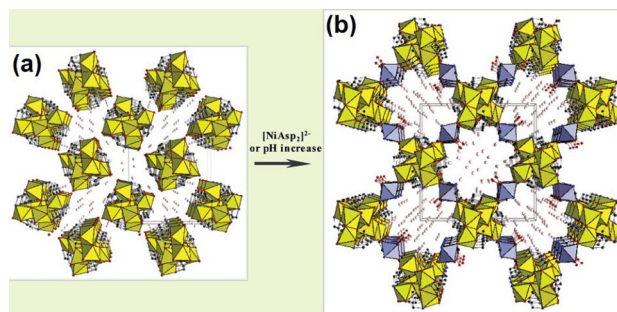 (a)
(b)
[NiAsp₂]²⁻
or pH increase